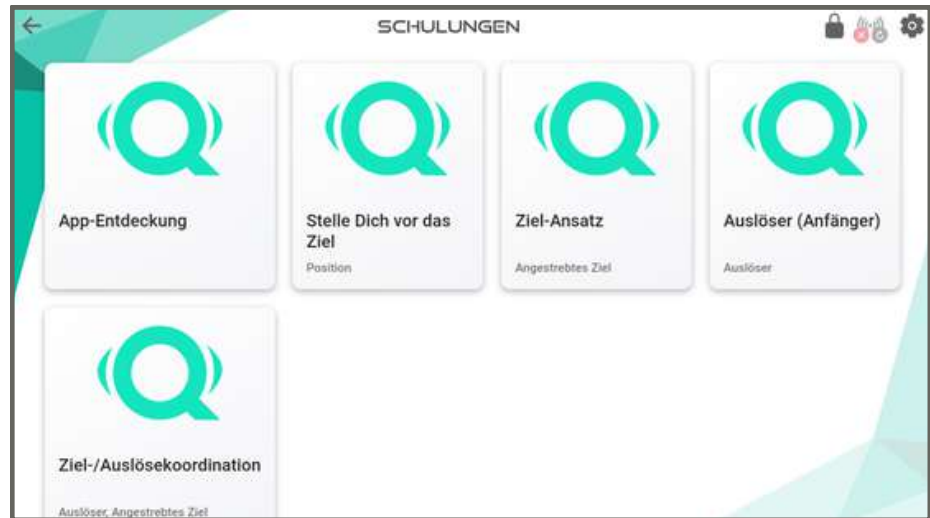 SCHULUNGEN
App-Entdeckung
Stelle Dich vor das
Ziel
Position
Ziel-Ansatz
Angestrebtes Ziel
Auslöser (Anfänger)
Auslöser
Ziel-/Auslösekoordination
Auslöser, Angestrebtes Ziel